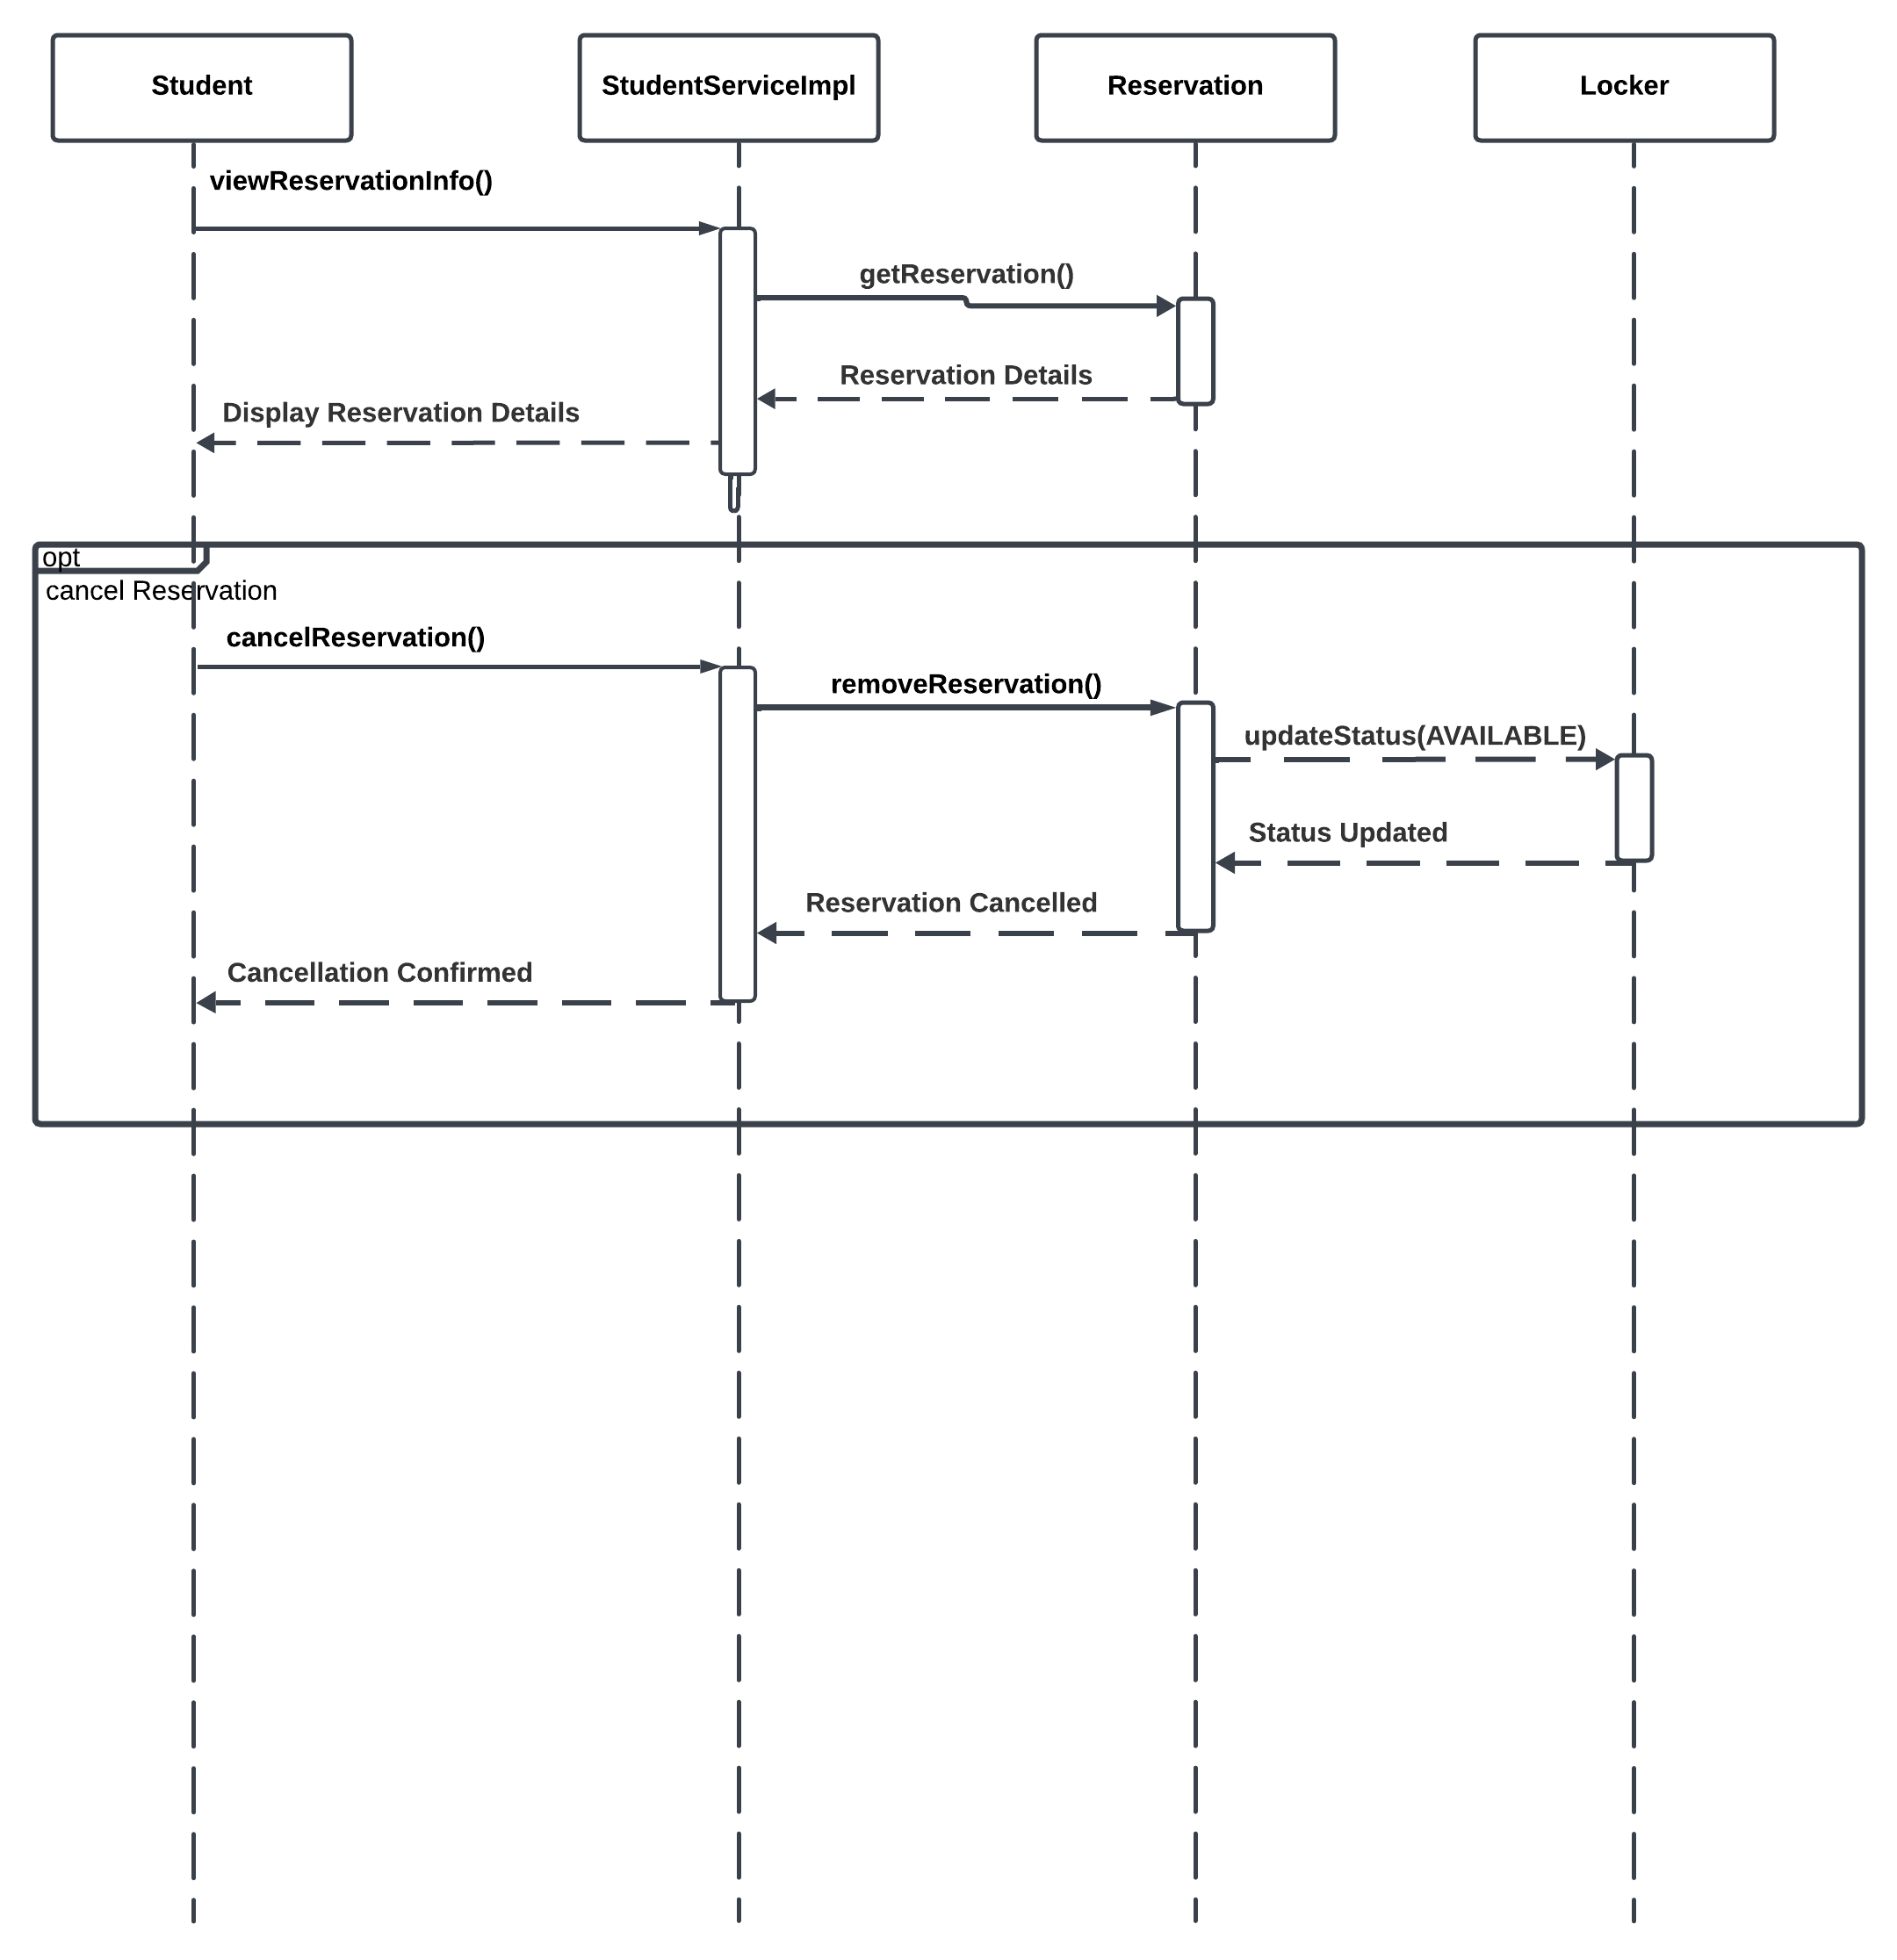 Student
StudentServiceImpl
Reservation
Locker
viewReservationInfo()
getReservation()
Reservation Details
Display Reservation Details
opt
cancel Reservation
cancelReservation()
removeReservation()
updateStatus(AVAILABLE)
Status Updated
Reservation Cancelled
Cancellation Confirmed